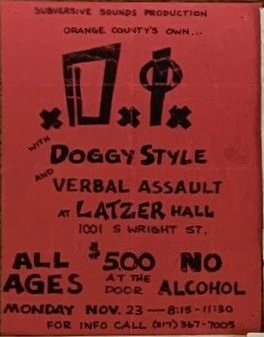 SUBVERSIVE SOUNDS PRODUCTION
ORANGE COUNTY'S OWN...
D.I.
WITH
DOGGY STYLE
AND
VERBAL ASSAULT
AT LATZER HALL
1001 S WRIGHT ST.
ALL AGES
$5.00 AT THE DOOR
NO ALCOHOL
MONDAY NOV. 23 — 8:15-11:30
FOR INFO CALL (217) 367-7005